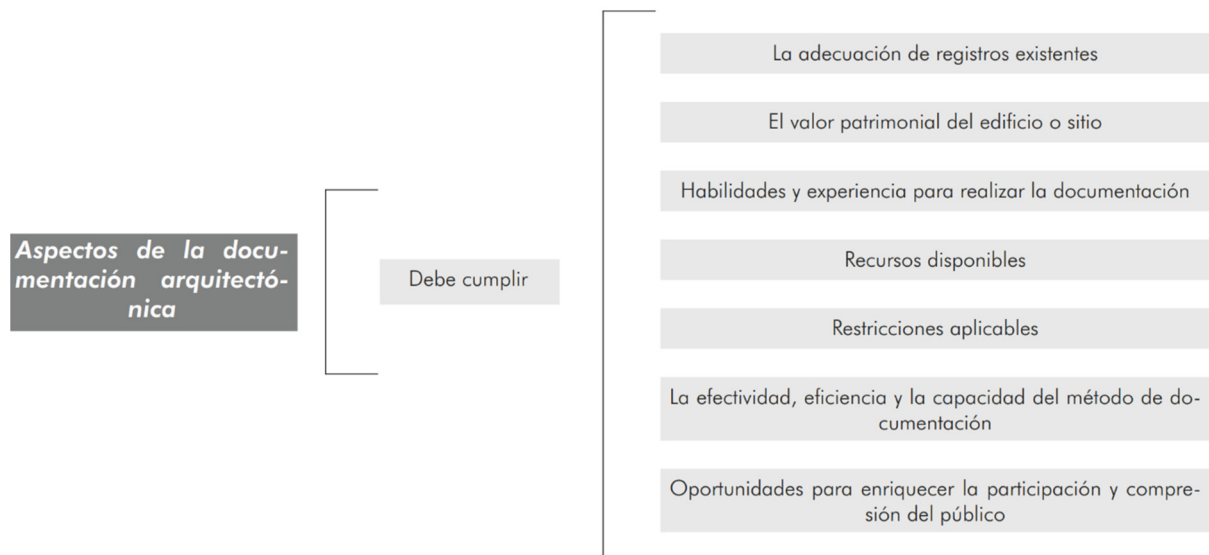 Aspectos de la docu-
mentación arquitectó-
nica
Debe cumplir
La adecuación de registros existentes
El valor patrimonial del edificio o sitio
Habilidades y experiencia para realizar la documentación
Recursos disponibles
Restricciones aplicables
La efectividad, eficiencia y la capacidad del método de do-
cumentación
Oportunidades para enriquecer la participación y compre-
sión del público